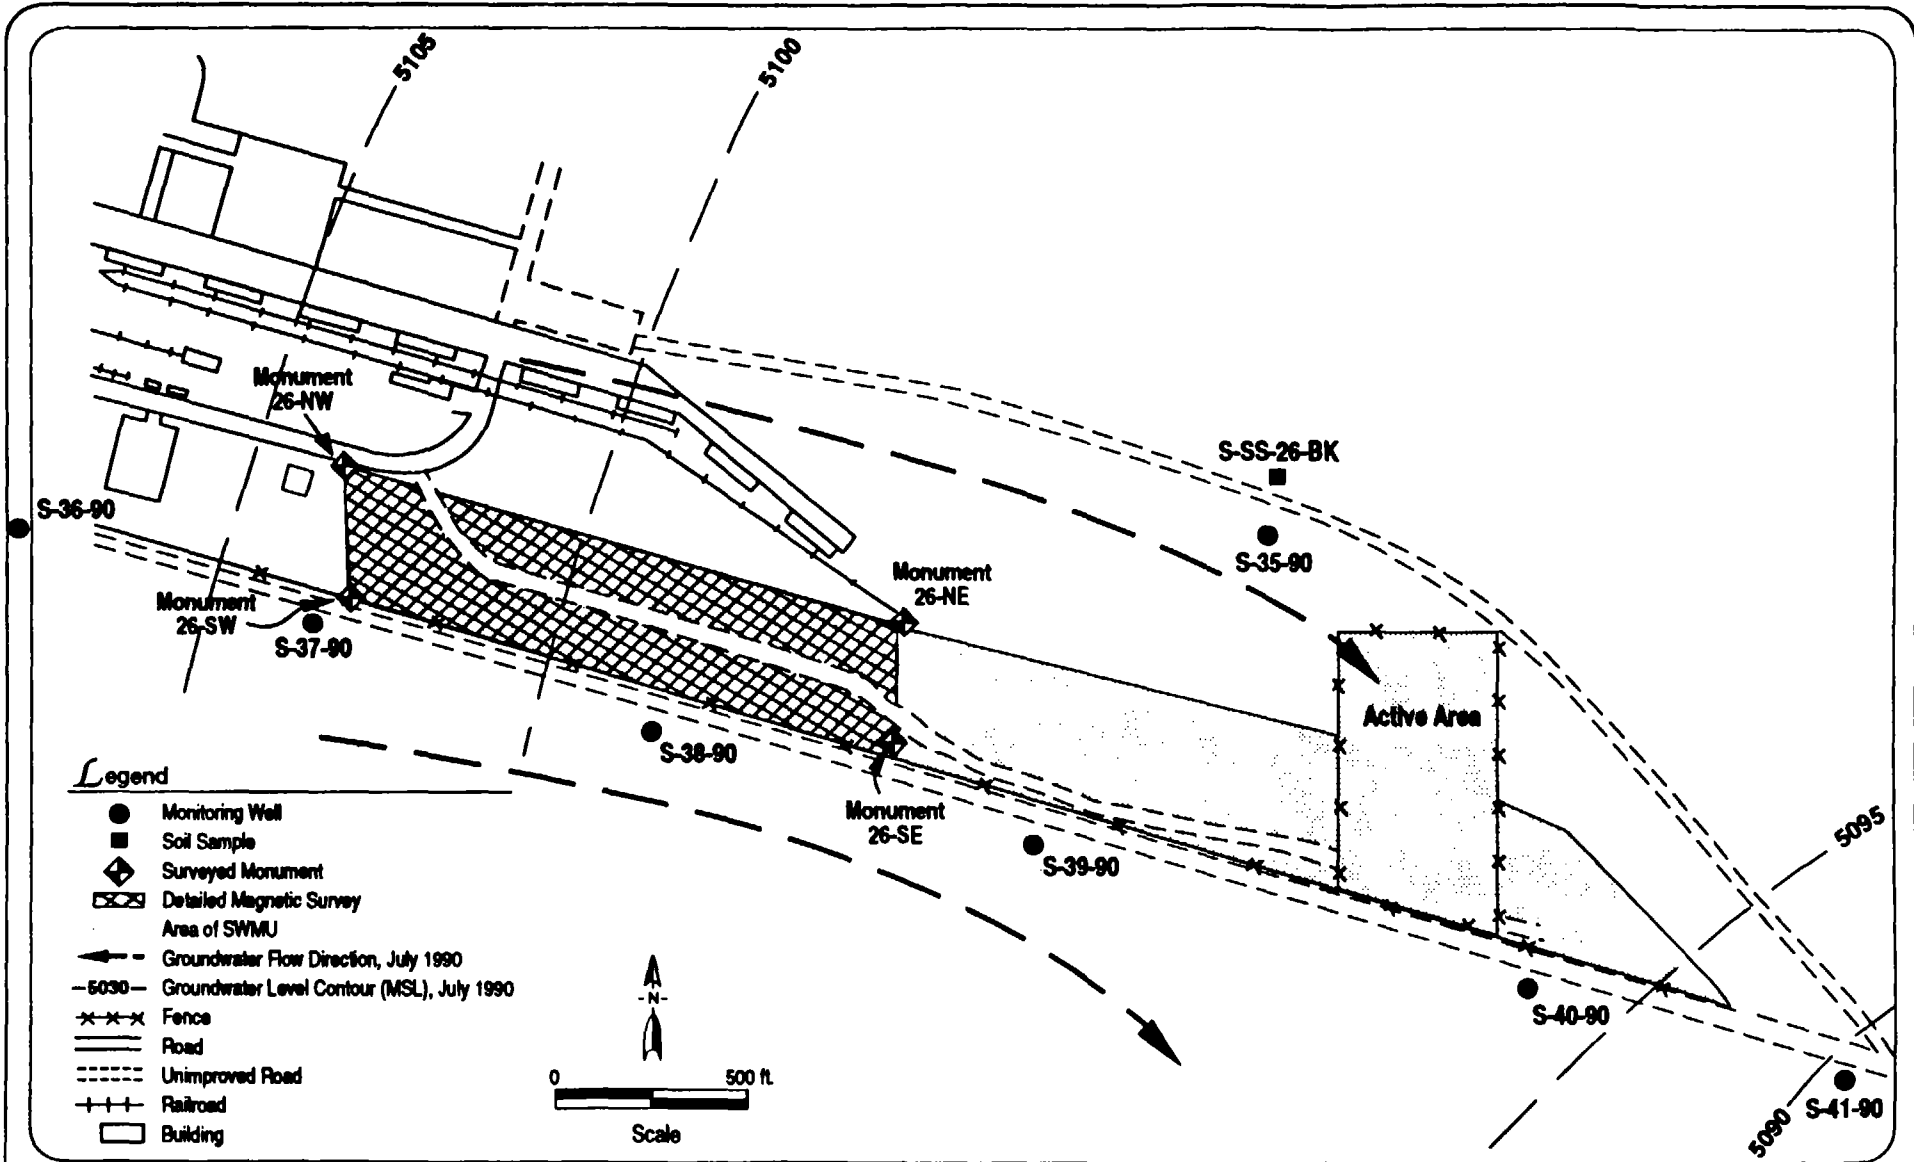 5105
5100
Monument
26-NW
S-SS-26-BK
S-36-90
S-35-90
Monument
26-NE
Monument
26-SW
S-37-90
Active Area
S-38-90
Monument
26-SE
S-39-90
5095
S-40-90
S-41-90
5090
Legend
Monitoring Well
Soil Sample
Surveyed Monument
Detailed Magnetic Survey
Area of SWMU
Groundwater Flow Direction, July 1990
-5030- Groundwater Level Contour (MSL), July 1990
Fence
Road
Unimproved Road
Railroad
Building
-N-
0 500 ft.
Scale